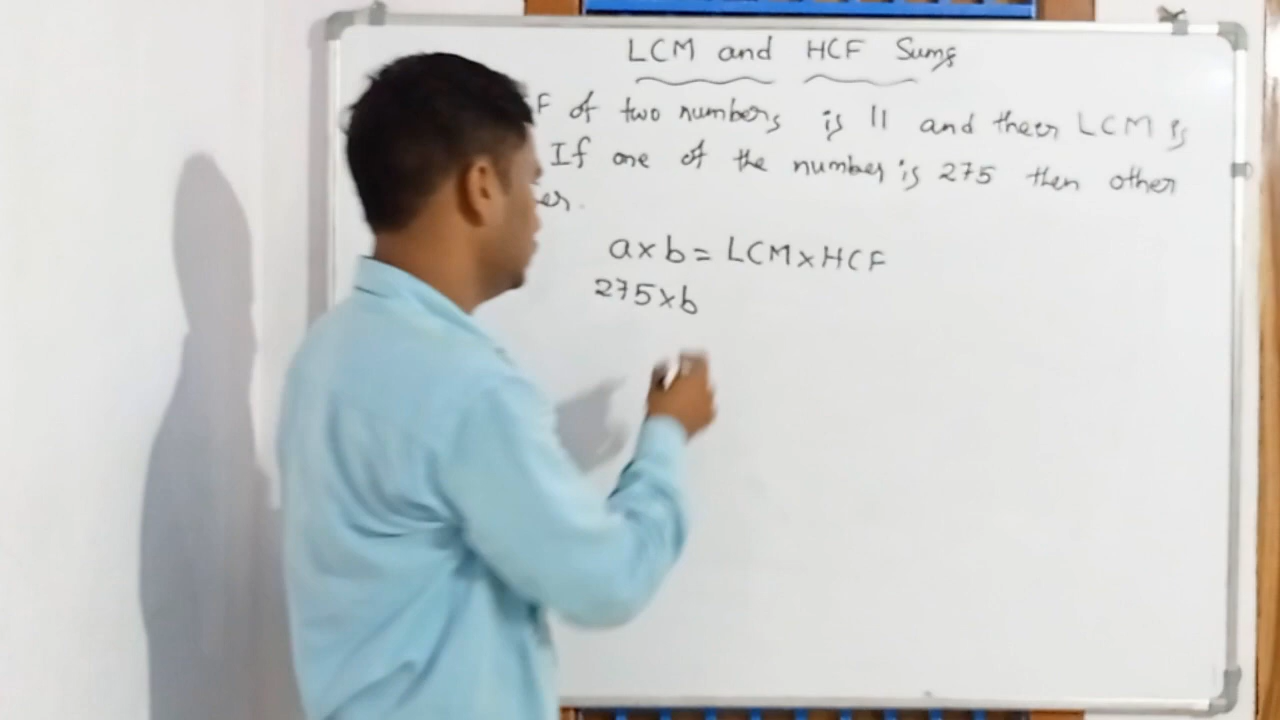 LCM and HCF Sums
F of two numbers is 11 and their LCM is
If one of the number is 275 then other
er.
a×b = LCM×HCF
275×b